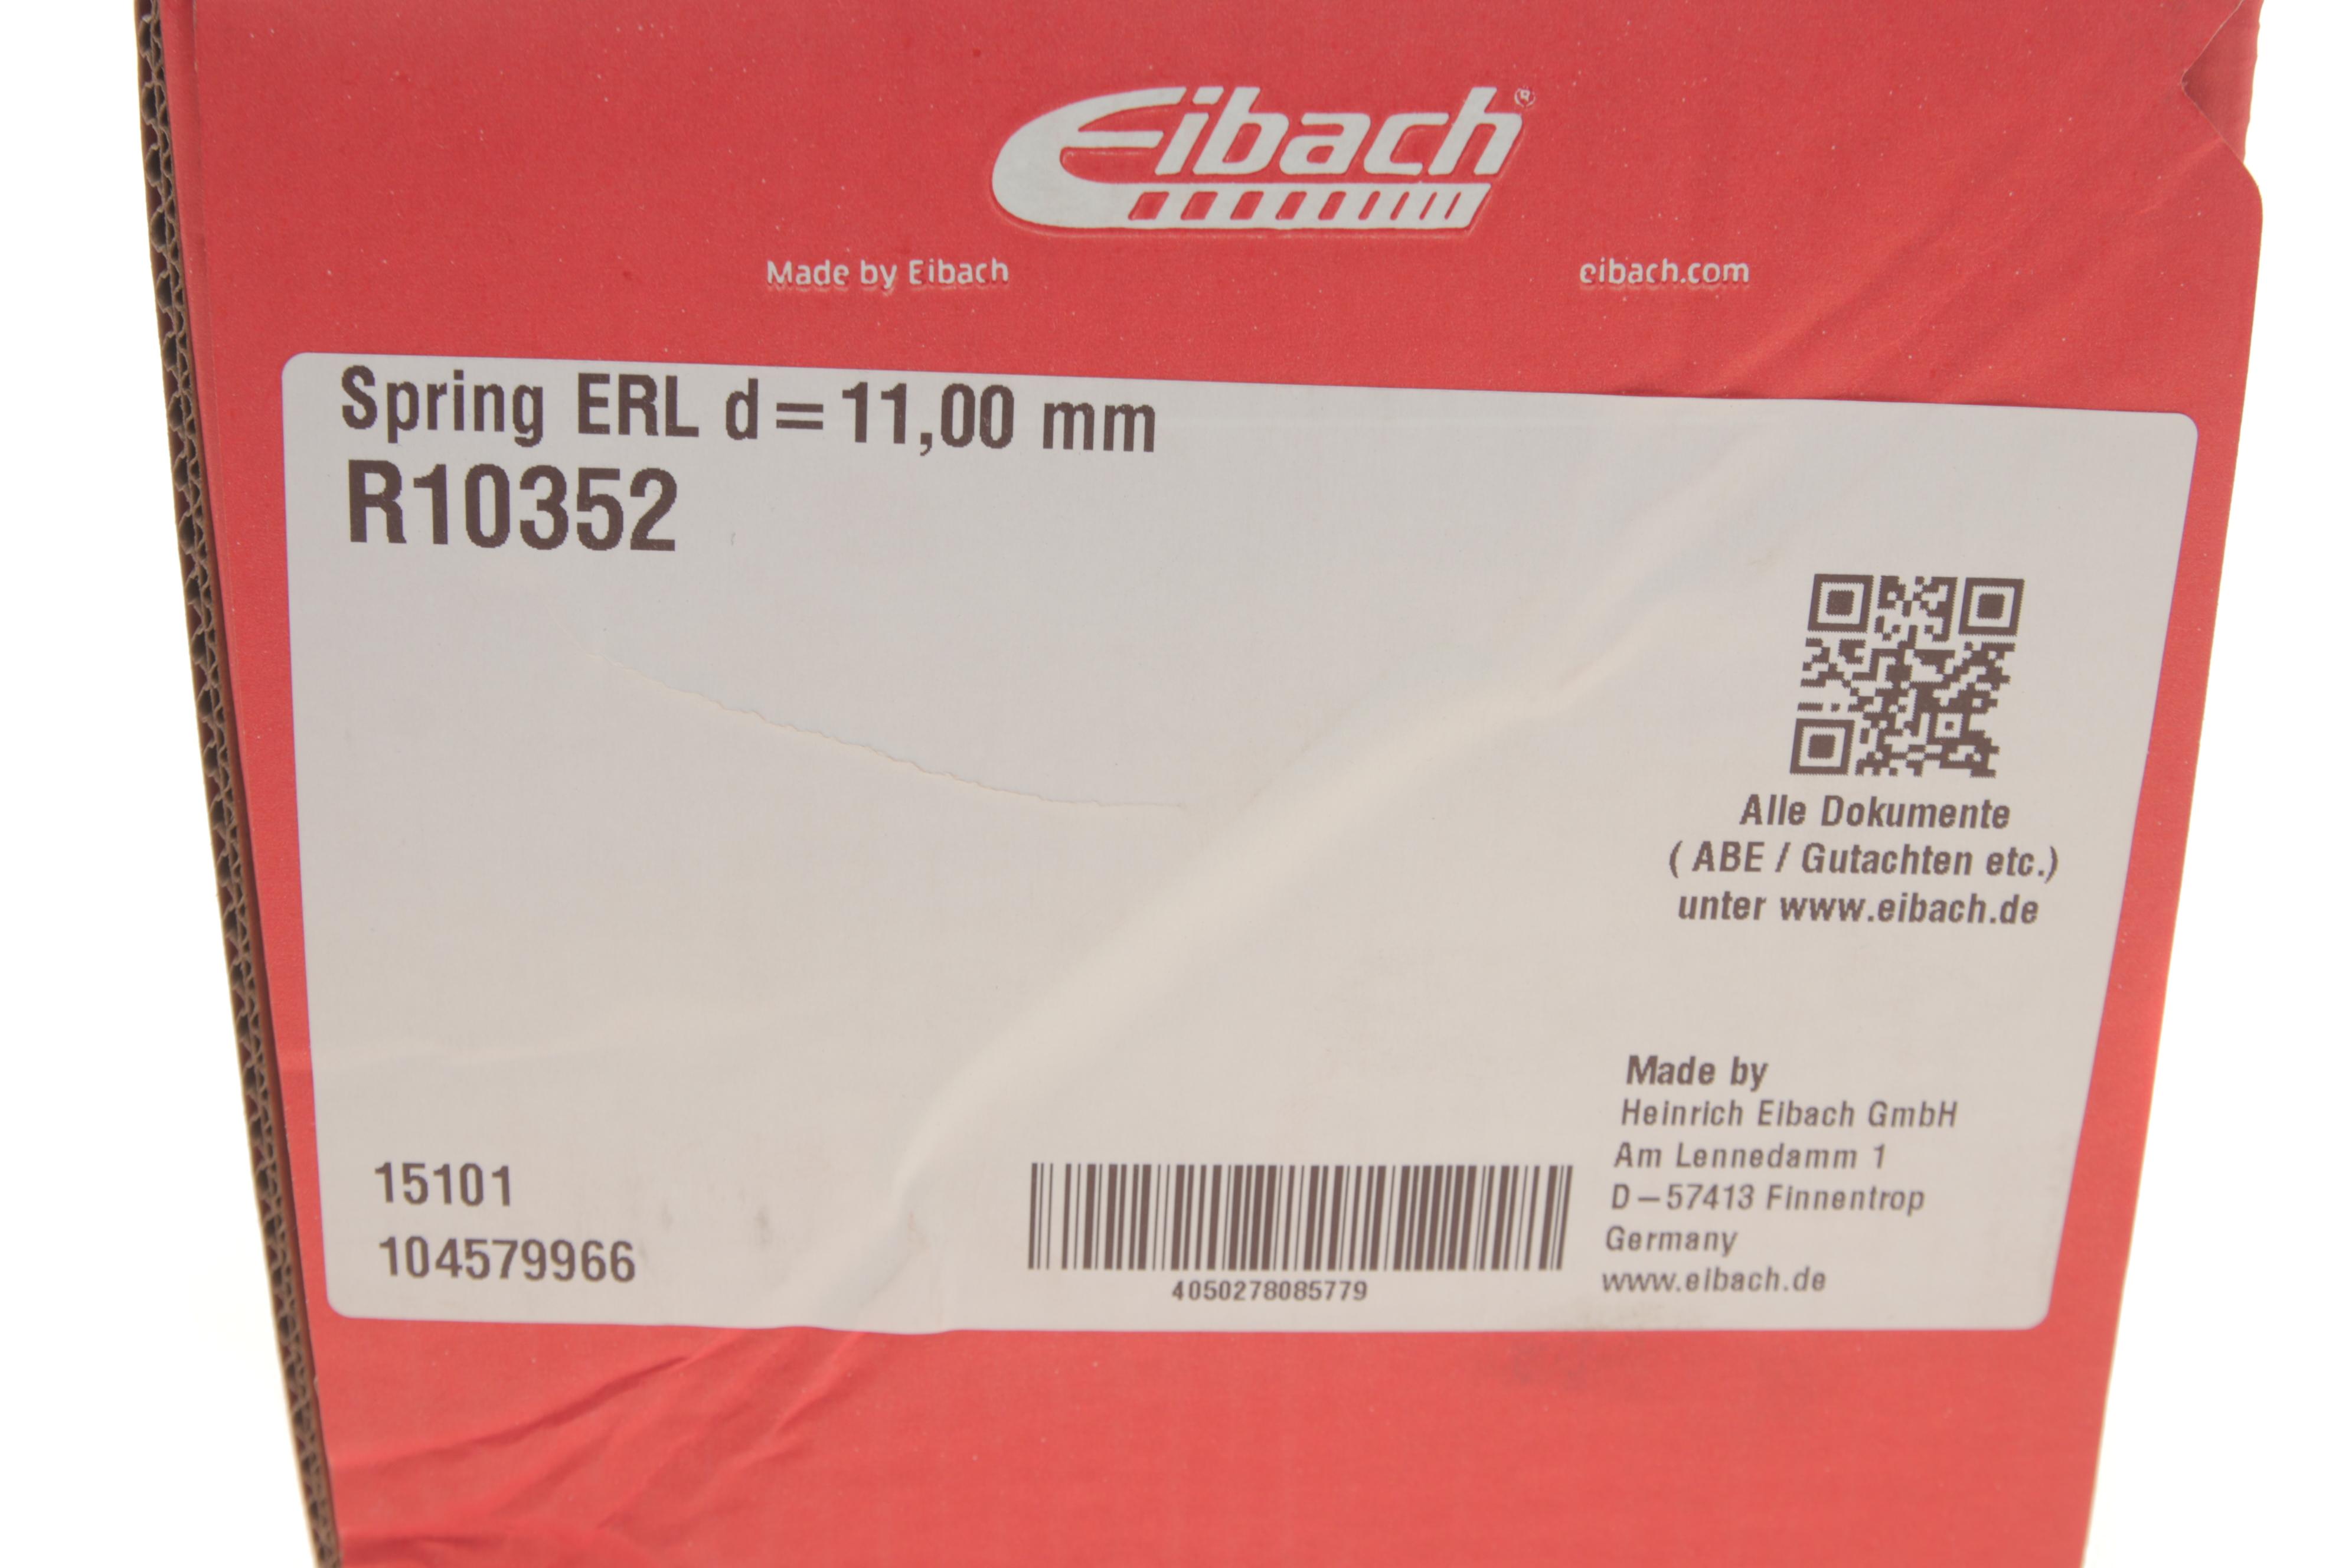 Eibach®
Made by Eibach
eibach.com
Spring ERL d=11,00 mm
R10352
Alle Dokumente
( ABE / Gutachten etc.)
unter www.eibach.de
15101
104579966
4050278085779
Made by
Heinrich Eibach GmbH
Am Lennedamm 1
D–57413 Finnentrop
Germany
www.eibach.de